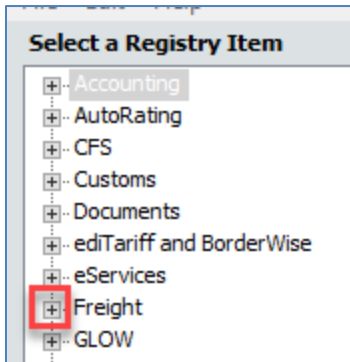 Select a Registry Item
Accounting
AutoRating
CFS
Customs
Documents
ediTariff and BorderWise
eServices
Freight
GLOW